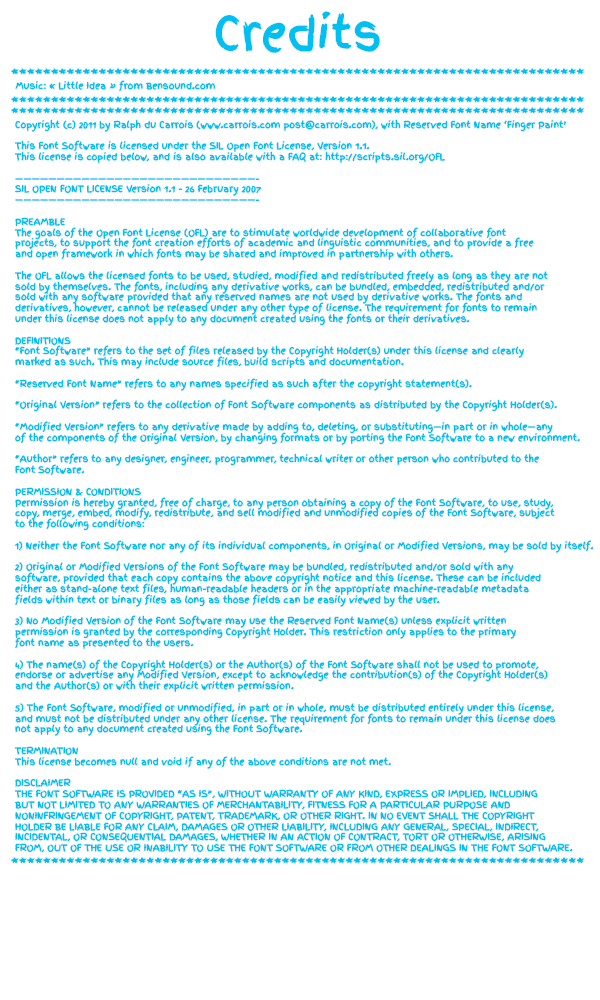 Credits
************************************************************************
Music: « Little Idea » from Bensound.com
************************************************************************
************************************************************************
Copyright (c) 2011 by Ralph du Carrois (www.carrois.com post@carrois.com), with Reserved Font Name 'Finger Paint'
This Font Software is licensed under the SIL Open Font License, Version 1.1.
This license is copied below, and is also available with a FAQ at: http://scripts.sil.org/OFL
————————————————————————-
SIL OPEN FONT LICENSE Version 1.1 - 26 February 2007
————————————————————————-
PREAMBLE
The goals of the Open Font License (OFL) are to stimulate worldwide development of collaborative font
projects, to support the font creation efforts of academic and linguistic communities, and to provide a free
and open framework in which fonts may be shared and improved in partnership with others.
The OFL allows the licensed fonts to be used, studied, modified and redistributed freely as long as they are not
sold by themselves. The fonts, including any derivative works, can be bundled, embedded, redistributed and/or
sold with any software provided that any reserved names are not used by derivative works. The fonts and
derivatives, however, cannot be released under any other type of license. The requirement for fonts to remain
under this license does not apply to any document created using the fonts or their derivatives.
DEFINITIONS
"Font Software" refers to the set of files released by the Copyright Holder(s) under this license and clearly
marked as such. This may include source files, build scripts and documentation.
"Reserved Font Name" refers to any names specified as such after the copyright statement(s).
"Original Version" refers to the collection of Font Software components as distributed by the Copyright Holder(s).
"Modified Version" refers to any derivative made by adding to, deleting, or substituting—in part or in whole—any
of the components of the Original Version, by changing formats or by porting the Font Software to a new environment.
"Author" refers to any designer, engineer, programmer, technical writer or other person who contributed to the
Font Software.
PERMISSION & CONDITIONS
Permission is hereby granted, free of charge, to any person obtaining a copy of the Font Software, to use, study,
copy, merge, embed, modify, redistribute, and sell modified and unmodified copies of the Font Software, subject
to the following conditions:
1) Neither the Font Software nor any of its individual components, in Original or Modified Versions, may be sold by itself.
2) Original or Modified Versions of the Font Software may be bundled, redistributed and/or sold with any
software, provided that each copy contains the above copyright notice and this license. These can be included
either as stand-alone text files, human-readable headers or in the appropriate machine-readable metadata
fields within text or binary files as long as those fields can be easily viewed by the user.
3) No Modified Version of the Font Software may use the Reserved Font Name(s) unless explicit written
permission is granted by the corresponding Copyright Holder. This restriction only applies to the primary
font name as presented to the users.
4) The name(s) of the Copyright Holder(s) or the Author(s) of the Font Software shall not be used to promote,
endorse or advertise any Modified Version, except to acknowledge the contribution(s) of the Copyright Holder(s)
and the Author(s) or with their explicit written permission.
5) The Font Software, modified or unmodified, in part or in whole, must be distributed entirely under this license,
and must not be distributed under any other license. The requirement for fonts to remain under this license does
not apply to any document created using the Font Software.
TERMINATION
This license becomes null and void if any of the above conditions are not met.
DISCLAIMER
THE FONT SOFTWARE IS PROVIDED "AS IS", WITHOUT WARRANTY OF ANY KIND, EXPRESS OR IMPLIED, INCLUDING
BUT NOT LIMITED TO ANY WARRANTIES OF MERCHANTABILITY, FITNESS FOR A PARTICULAR PURPOSE AND
NONINFRINGEMENT OF COPYRIGHT, PATENT, TRADEMARK, OR OTHER RIGHT. IN NO EVENT SHALL THE COPYRIGHT
HOLDER BE LIABLE FOR ANY CLAIM, DAMAGES OR OTHER LIABILITY, INCLUDING ANY GENERAL, SPECIAL, INDIRECT,
INCIDENTAL, OR CONSEQUENTIAL DAMAGES, WHETHER IN AN ACTION OF CONTRACT, TORT OR OTHERWISE, ARISING
FROM, OUT OF THE USE OR INABILITY TO USE THE FONT SOFTWARE OR FROM OTHER DEALINGS IN THE FONT SOFTWARE.
************************************************************************